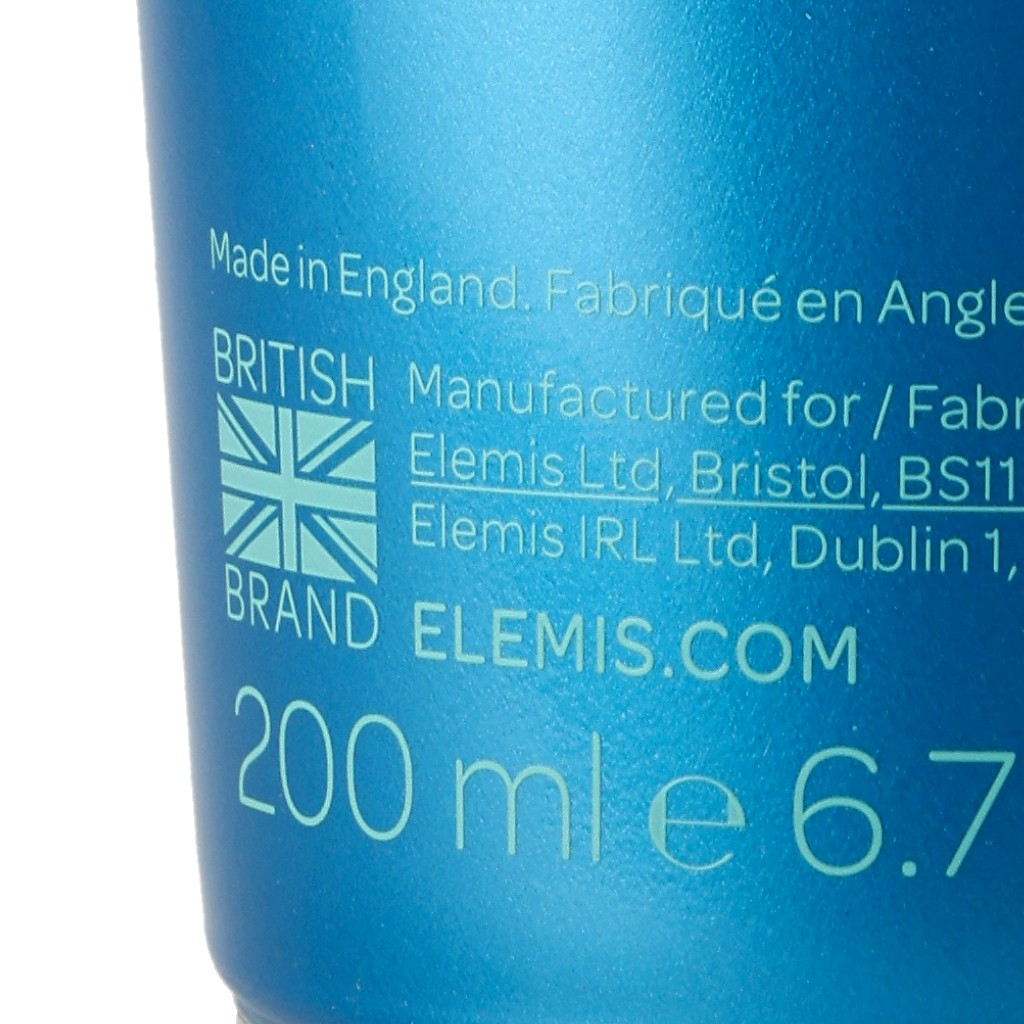 Made in England. Fabriqué en Angle
BRITISH
BRAND
Manufactured for / Fabr
Elemis Ltd, Bristol, BS11
Elemis IRL Ltd, Dublin 1,
ELEMIS.COM
200 ml e 6.7